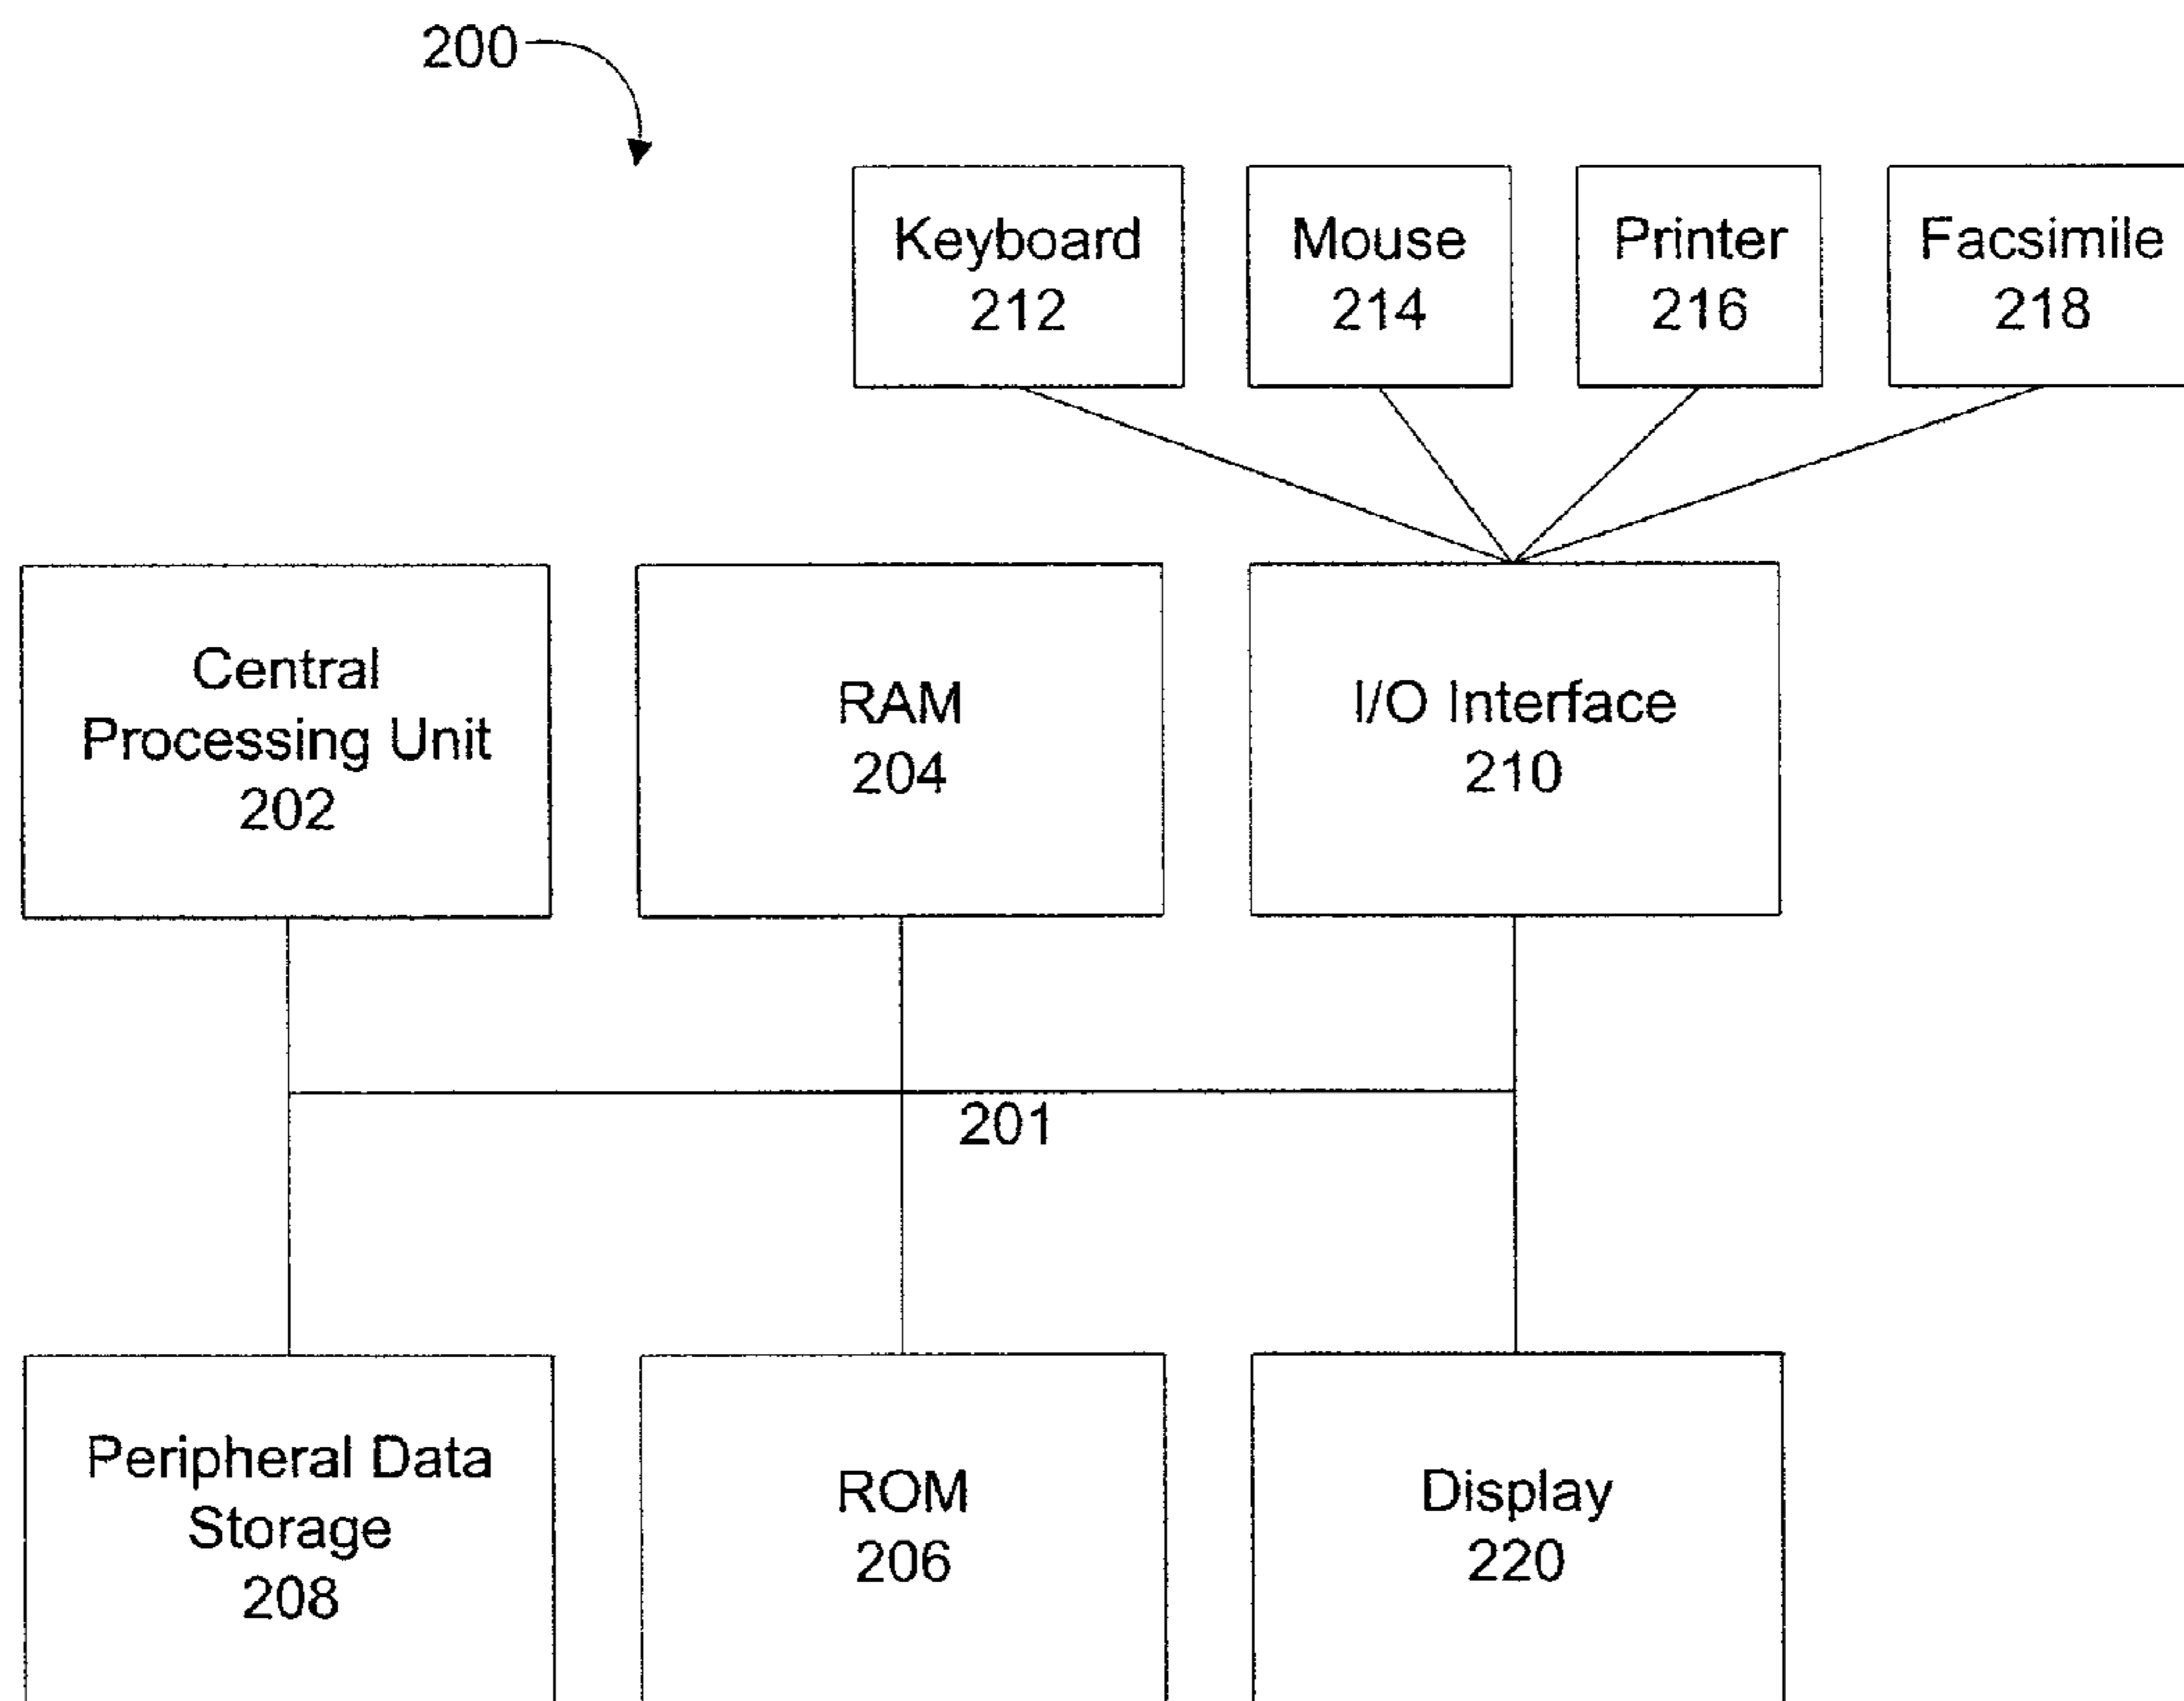 200
Keyboard
212
Mouse
214
Printer
216
Facsimile
218
Central
Processing Unit
202
RAM
204
I/O Interface
210
201
Peripheral Data
Storage
208
ROM
206
Display
220